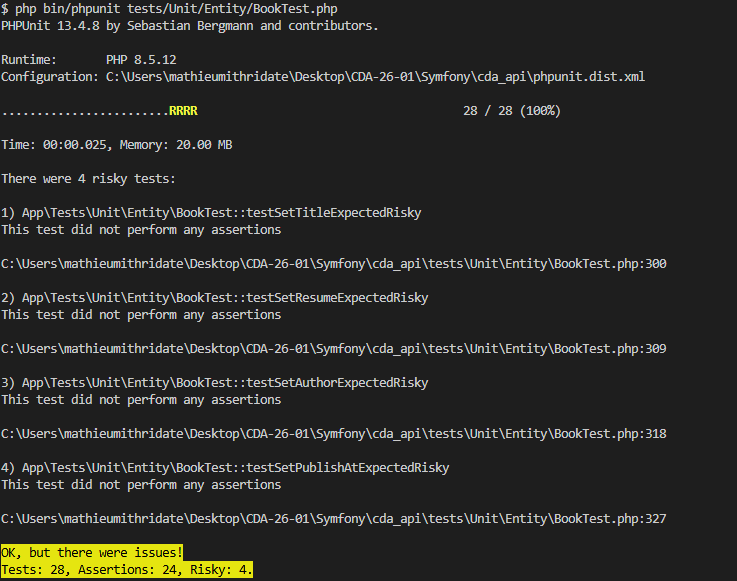 $ php bin/phpunit tests/Unit/Entity/BookTest.php
PHPUnit 13.4.8 by Sebastian Bergmann and contributors.
Runtime:       PHP 8.5.12
Configuration: C:\Users\mathieumithridate\Desktop\CDA-26-01\Symfony\cda_api\phpunit.dist.xml
........................RRRR                                      28 / 28 (100%)
Time: 00:00.025, Memory: 20.00 MB
There were 4 risky tests:
1) App\Tests\Unit\Entity\BookTest::testSetTitleExpectedRisky
This test did not perform any assertions
C:\Users\mathieumithridate\Desktop\CDA-26-01\Symfony\cda_api\tests\Unit\Entity\BookTest.php:300
2) App\Tests\Unit\Entity\BookTest::testSetResumeExpectedRisky
This test did not perform any assertions
C:\Users\mathieumithridate\Desktop\CDA-26-01\Symfony\cda_api\tests\Unit\Entity\BookTest.php:309
3) App\Tests\Unit\Entity\BookTest::testSetAuthorExpectedRisky
This test did not perform any assertions
C:\Users\mathieumithridate\Desktop\CDA-26-01\Symfony\cda_api\tests\Unit\Entity\BookTest.php:318
4) App\Tests\Unit\Entity\BookTest::testSetPublishAtExpectedRisky
This test did not perform any assertions
C:\Users\mathieumithridate\Desktop\CDA-26-01\Symfony\cda_api\tests\Unit\Entity\BookTest.php:327
OK, but there were issues!
Tests: 28, Assertions: 24, Risky: 4.